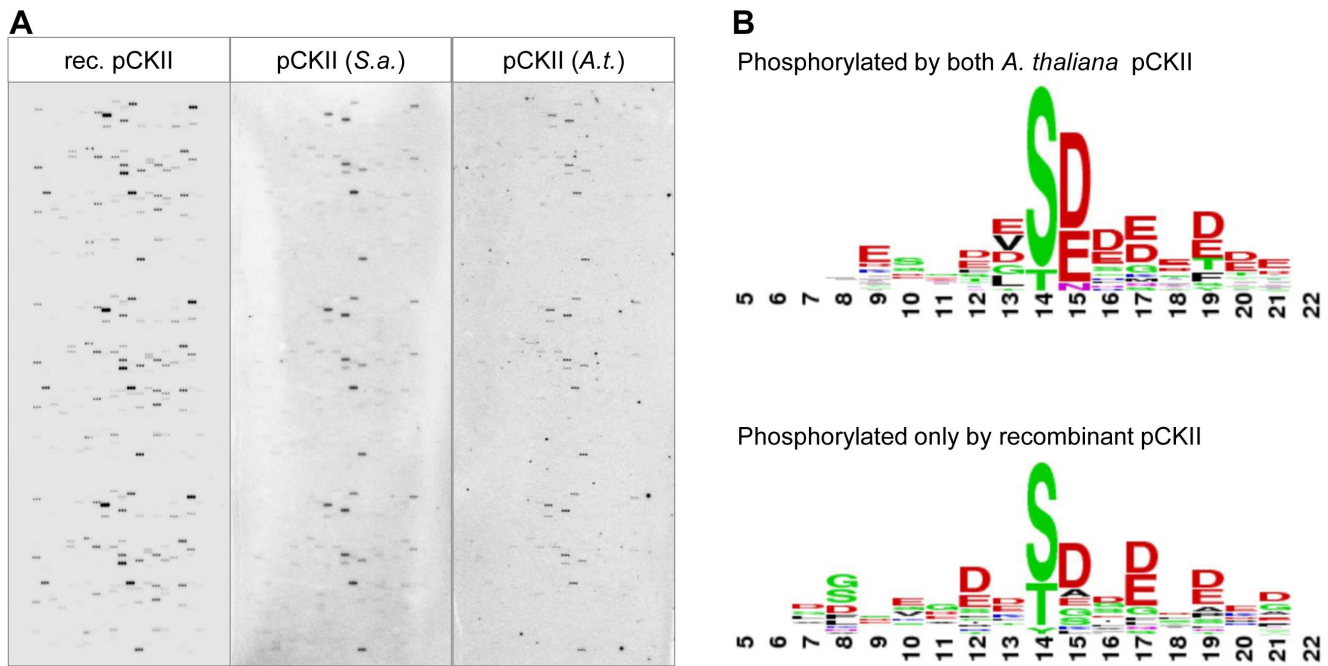 A
B
rec. pCKII
pCKII (S.a.)
pCKII (A.t.)
Phosphorylated by both A. thaliana pCKII
S
D
E
E
V
D
G
L
T
E
D
E
D
E
E
D
D
E
T
F
D
E
E
5 6 7 8 9 10 11 12 13 14 15 16 17 18 19 20 21 22
Phosphorylated only by recombinant pCKII
S
T
D
A
E
G
S
D
E
G
S
D
D
E
D
E
A
D
G
5 6 7 8 9 10 11 12 13 14 15 16 17 18 19 20 21 22